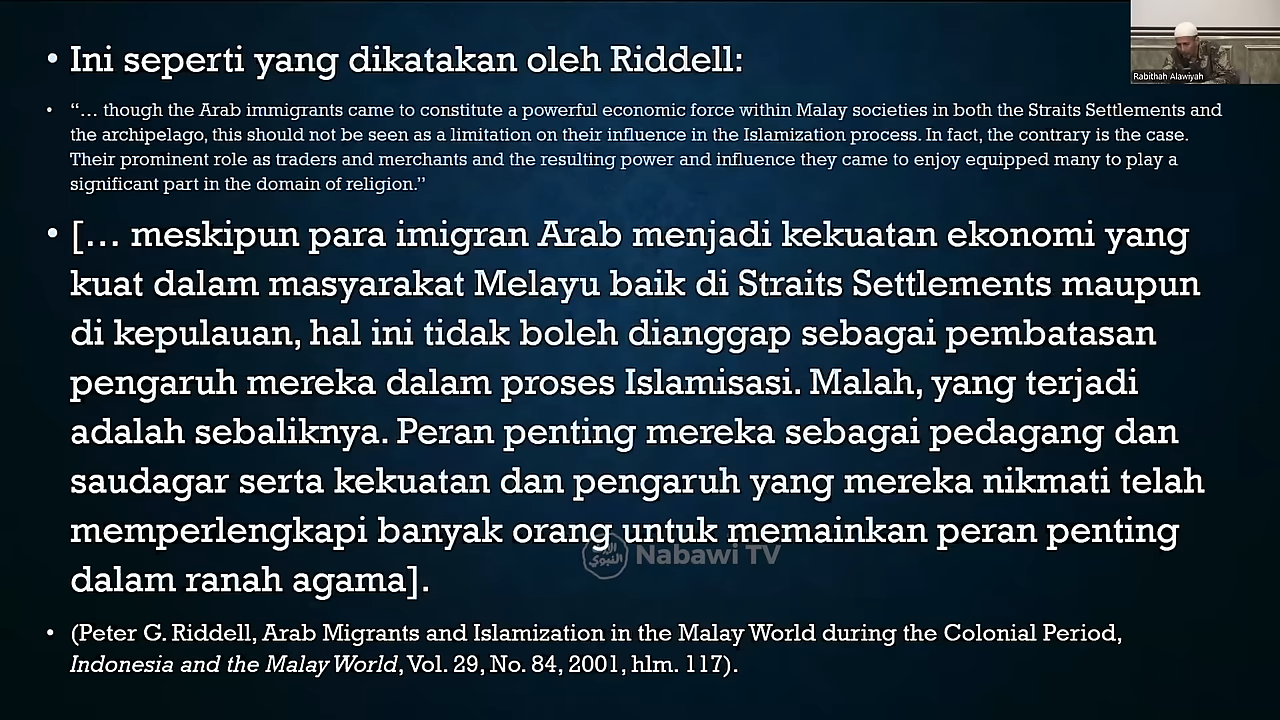 • Ini seperti yang dikatakan oleh Riddell:
Rabithah Alawiyah
• “… though the Arab immigrants came to constitute a powerful economic force within Malay societies in both the Straits Settlements and
the archipelago, this should not be seen as a limitation on their influence in the Islamization process. In fact, the contrary is the case.
Their prominent role as traders and merchants and the resulting power and influence they came to enjoy equipped many to play a
significant part in the domain of religion.”
• [… meskipun para imigran Arab menjadi kekuatan ekonomi yang
kuat dalam masyarakat Melayu baik di Straits Settlements maupun
di kepulauan, hal ini tidak boleh dianggap sebagai pembatasan
pengaruh mereka dalam proses Islamisasi. Malah, yang terjadi
adalah sebaliknya. Peran penting mereka sebagai pedagang dan
saudagar serta kekuatan dan pengaruh yang mereka nikmati telah
memperlengkapi banyak orang untuk memainkan peran penting
Nabawi TV
dalam ranah agama].
• (Peter G. Riddell, Arab Migrants and Islamization in the Malay World during the Colonial Period,
Indonesia and the Malay World, Vol. 29, No. 84, 2001, hlm. 117).